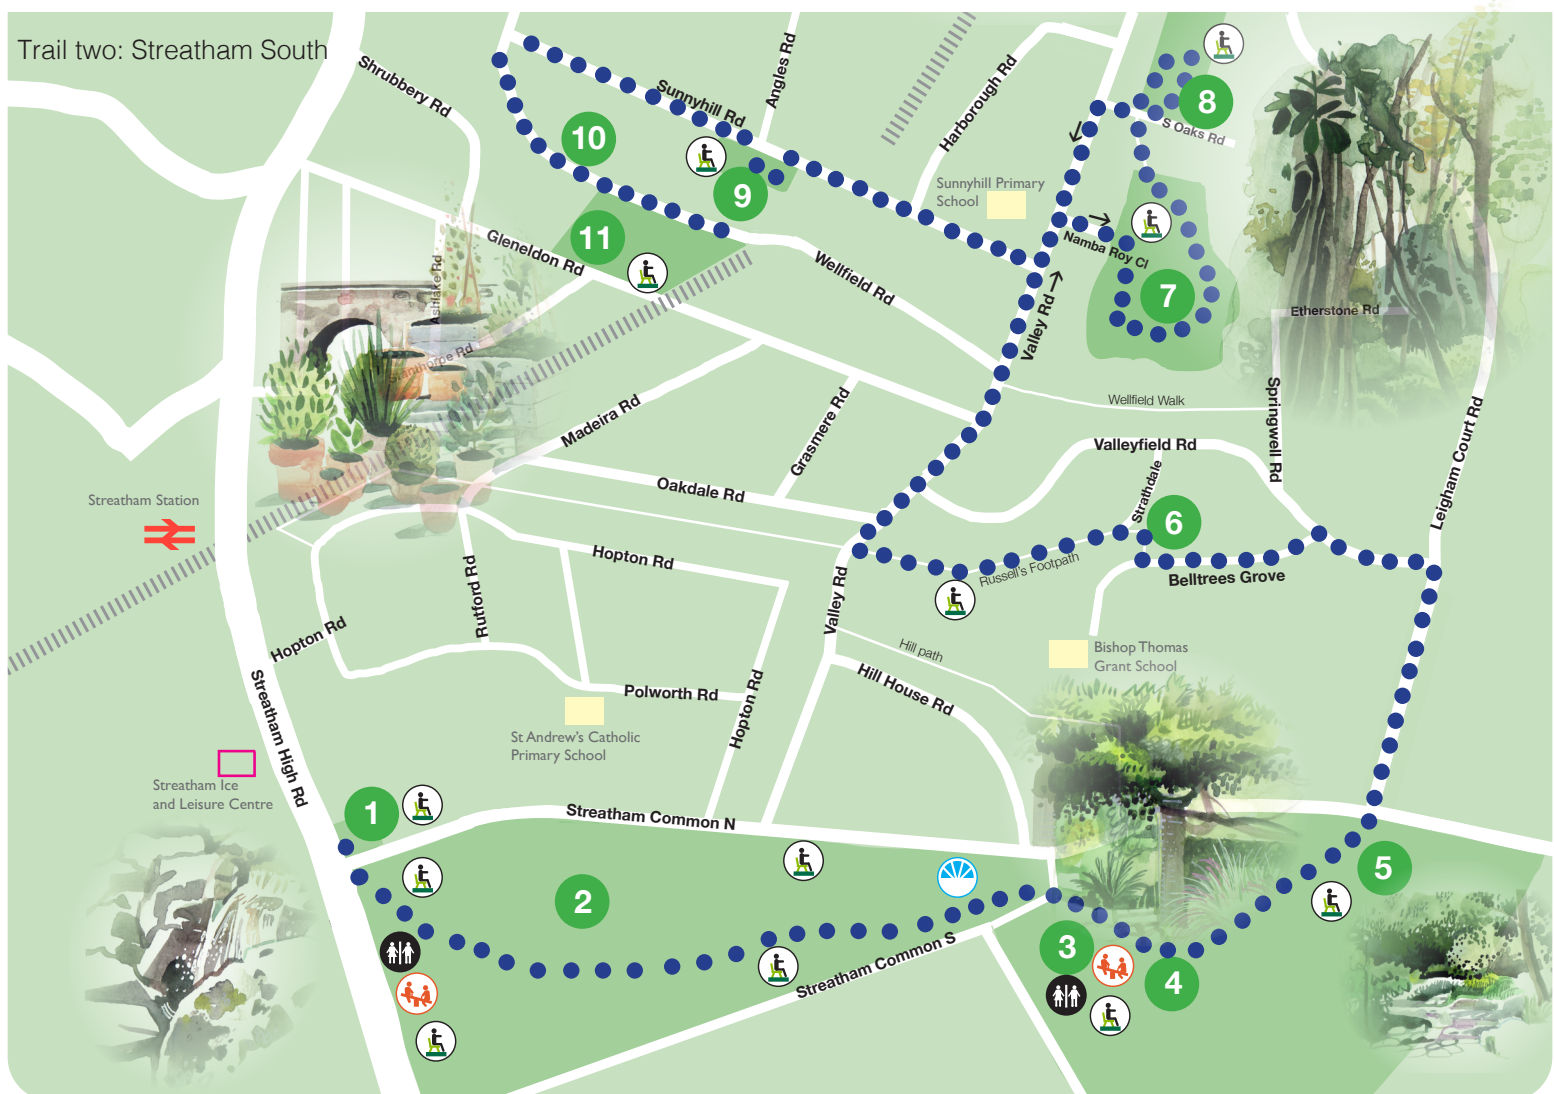 Trail two: Streatham South
Shrubbery Rd
Sunnyhill Rd
Angles Rd
Harborough Rd
8
S Oaks Rd
10
9
Sunnyhill Primary
School
11
Gleneldon Rd
Wellfield Rd
Namba Roy Cl
7
Valley Rd
Etherstone Rd
Ashlake Rd
Stanthorpe Rd
Madeira Rd
Grasmere Rd
Wellfield Walk
Springwell Rd
Leigham Court Rd
Valleyfield Rd
Strathdale
6
Oakdale Rd
Streatham Station
Hopton Rd
Rutford Rd
Russell's Footpath
Belltrees Grove
Valley Rd
Hopton Rd
Hill path
Bishop Thomas
Grant School
Hill House Rd
Polworth Rd
Hopton Rd
St Andrew's Catholic
Primary School
Streatham High Rd
Streatham Ice
and Leisure Centre
1
Streatham Common N
2
5
3
4
Streatham Common S